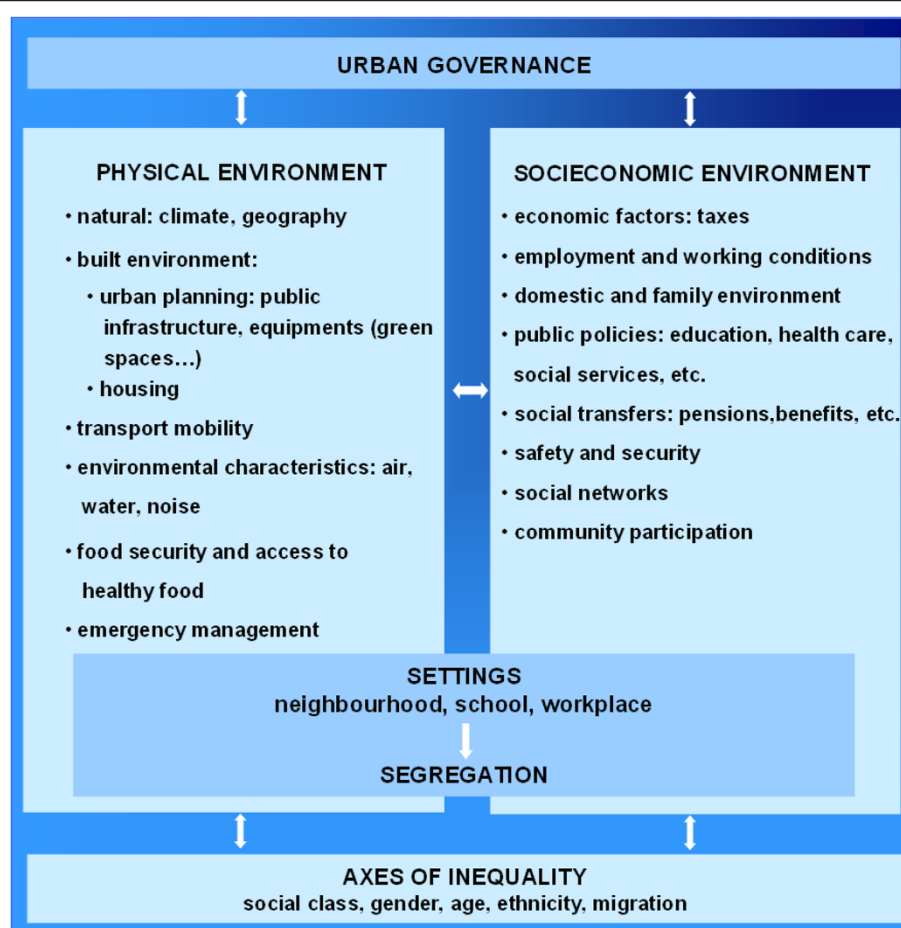 URBAN GOVERNANCE
PHYSICAL ENVIRONMENT
• natural: climate, geography
• built environment:
• urban planning: public
infrastructure, equipments (green
spaces...)
• housing
• transport mobility
• environmental characteristics: air,
water, noise
• food security and access to
healthy food
• emergency management
SOCIECONOMIC ENVIRONMENT
• economic factors: taxes
• employment and working conditions
• domestic and family environment
• public policies: education, health care,
social services, etc.
• social transfers: pensions,benefits, etc.
• safety and security
• social networks
• community participation
SETTINGS
neighbourhood, school, workplace
SEGREGATION
AXES OF INEQUALITY
social class, gender, age, ethnicity, migration